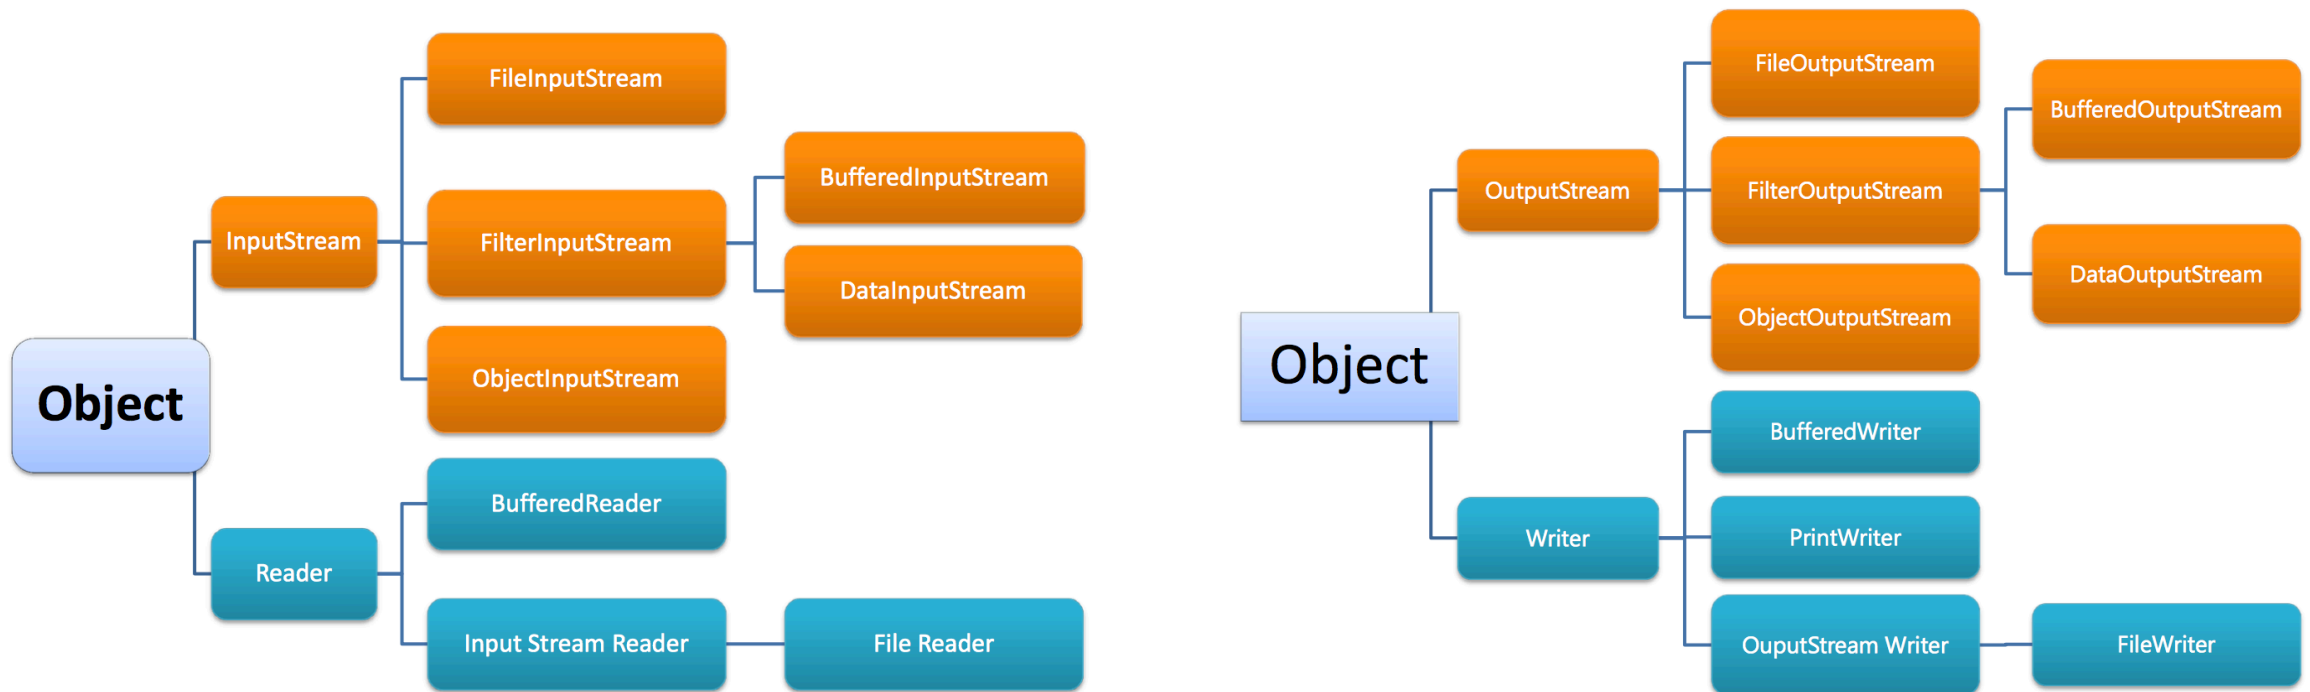 Object
InputStream
FileInputStream
FilterInputStream
BufferedInputStream
DataInputStream
ObjectInputStream
Reader
BufferedReader
Input Stream Reader
File Reader
Object
OutputStream
FileOutputStream
FilterOutputStream
BufferedOutputStream
DataOutputStream
ObjectOutputStream
Writer
BufferedWriter
PrintWriter
OuputStream Writer
FileWriter